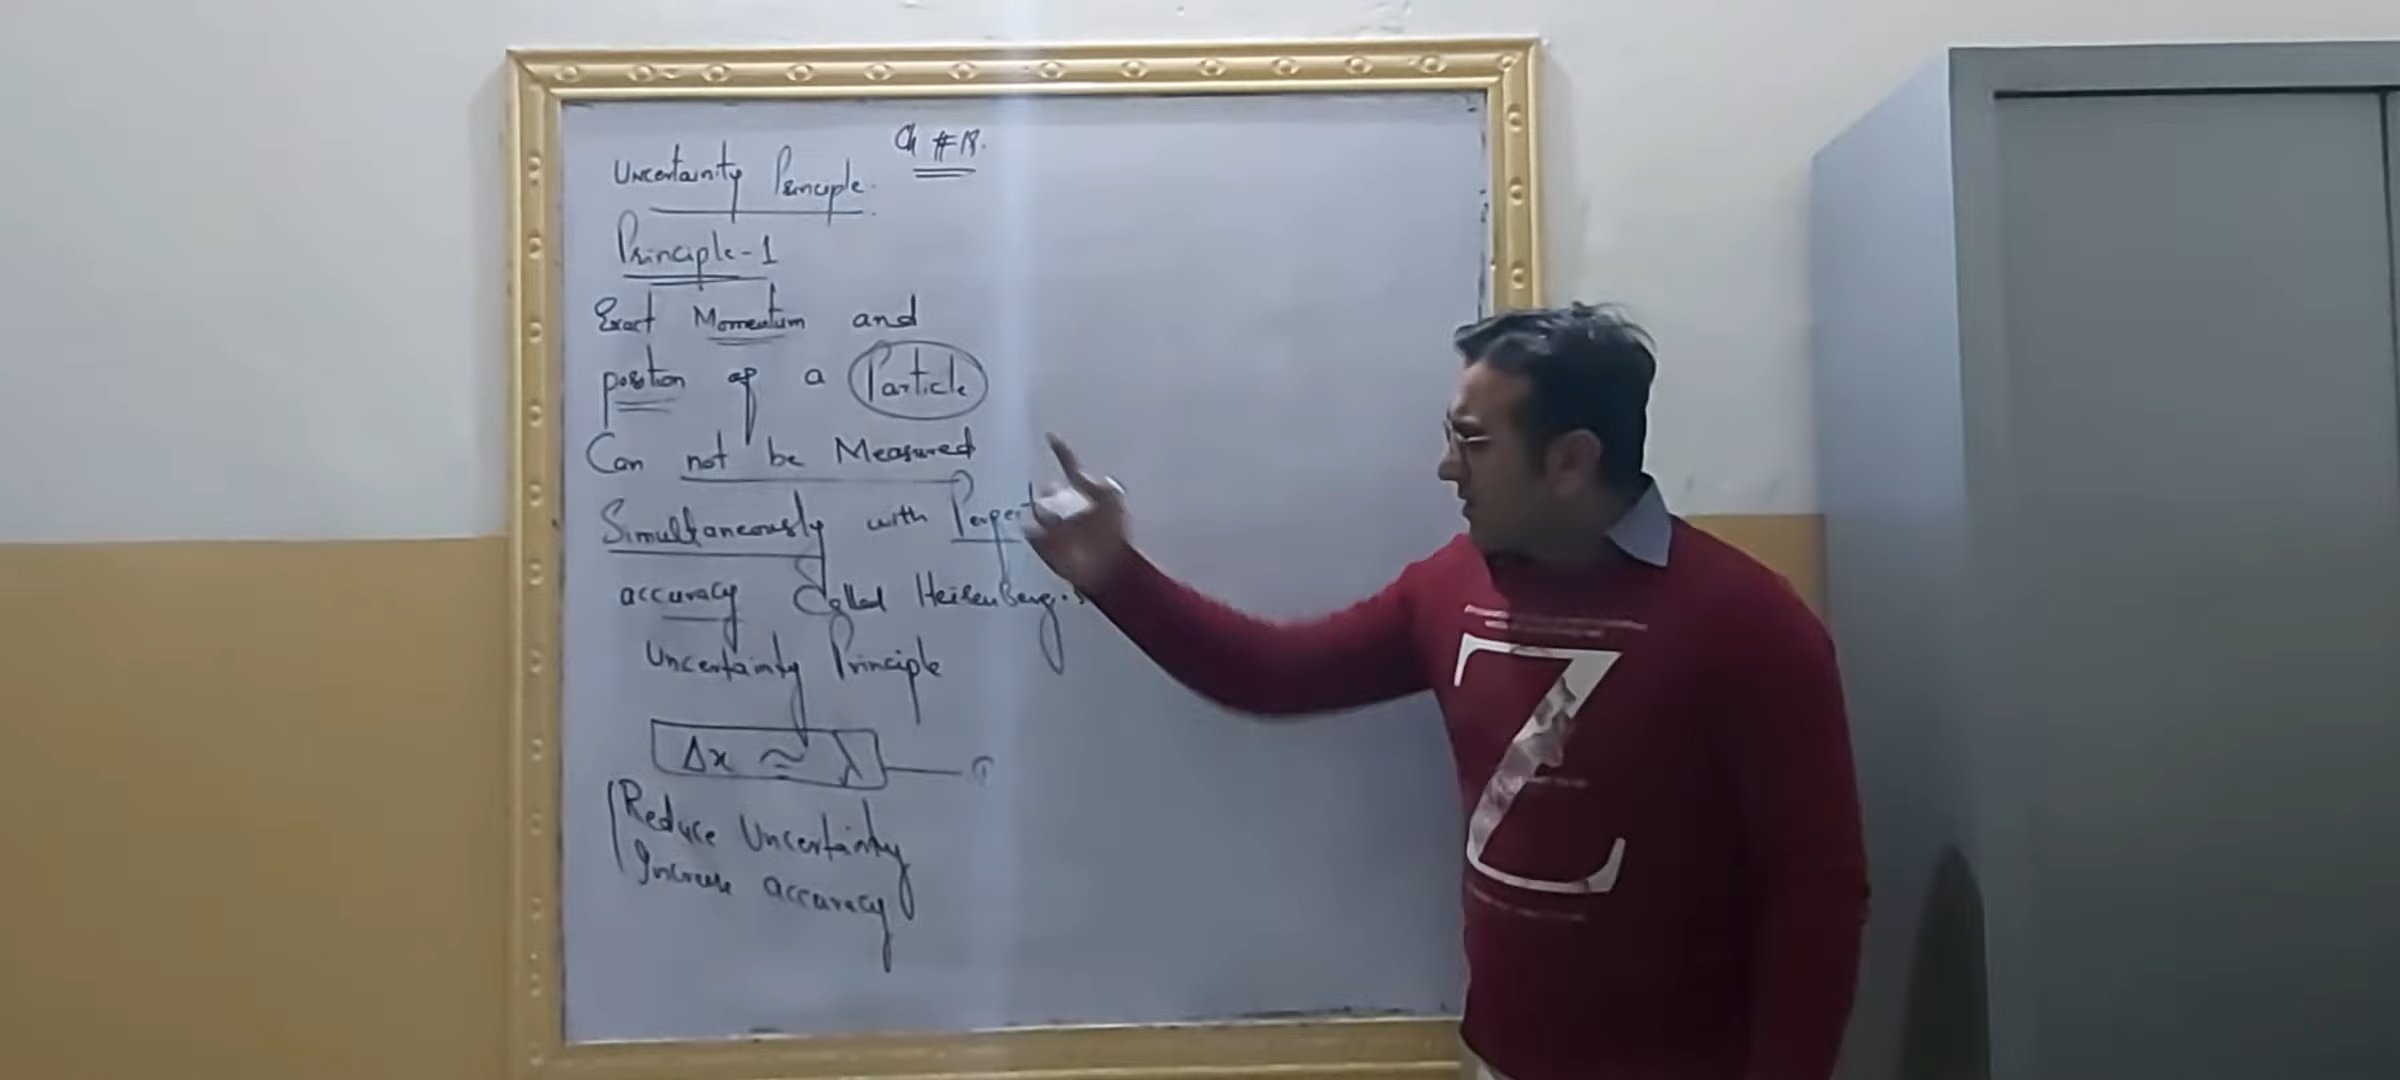 Ch #18.
Uncertainity Principle.
Principle-1
Exact Momentum and
position of a Particle
Can not be Measured
Simultaneously with Perfect
accuracy Called Heisenberg's
Uncertainty Principle
Δx ≃ λ
Reduce Uncertainty
Increase accuracy
Z